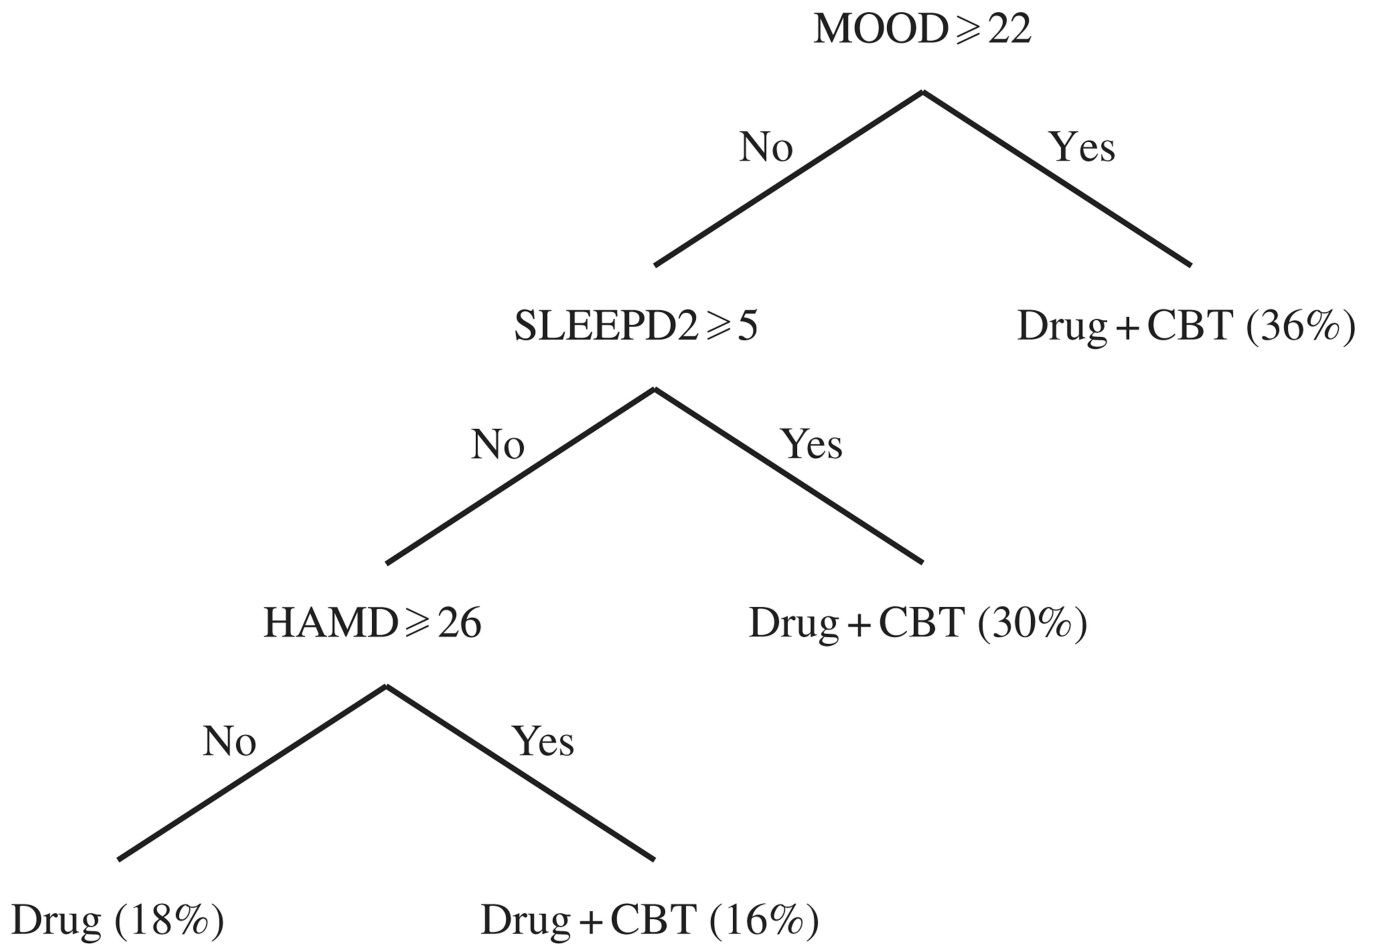 MOOD⩾22
No
Yes
SLEEPD2⩾5
Drug+CBT (36%)
No
Yes
HAMD⩾26
Drug+CBT (30%)
No
Yes
Drug (18%)
Drug+CBT (16%)